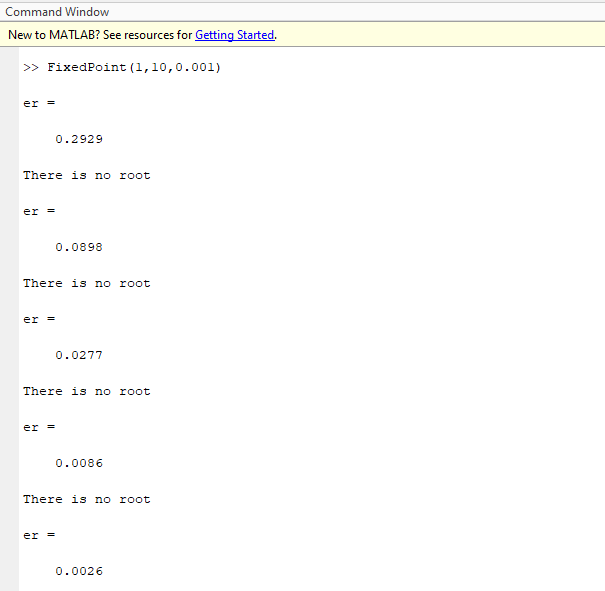 Command Window
New to MATLAB? See resources for Getting Started.
>> FixedPoint(1,10,0.001)
er =
0.2929
There is no root
er =
0.0898
There is no root
er =
0.0277
There is no root
er =
0.0086
There is no root
er =
0.0026